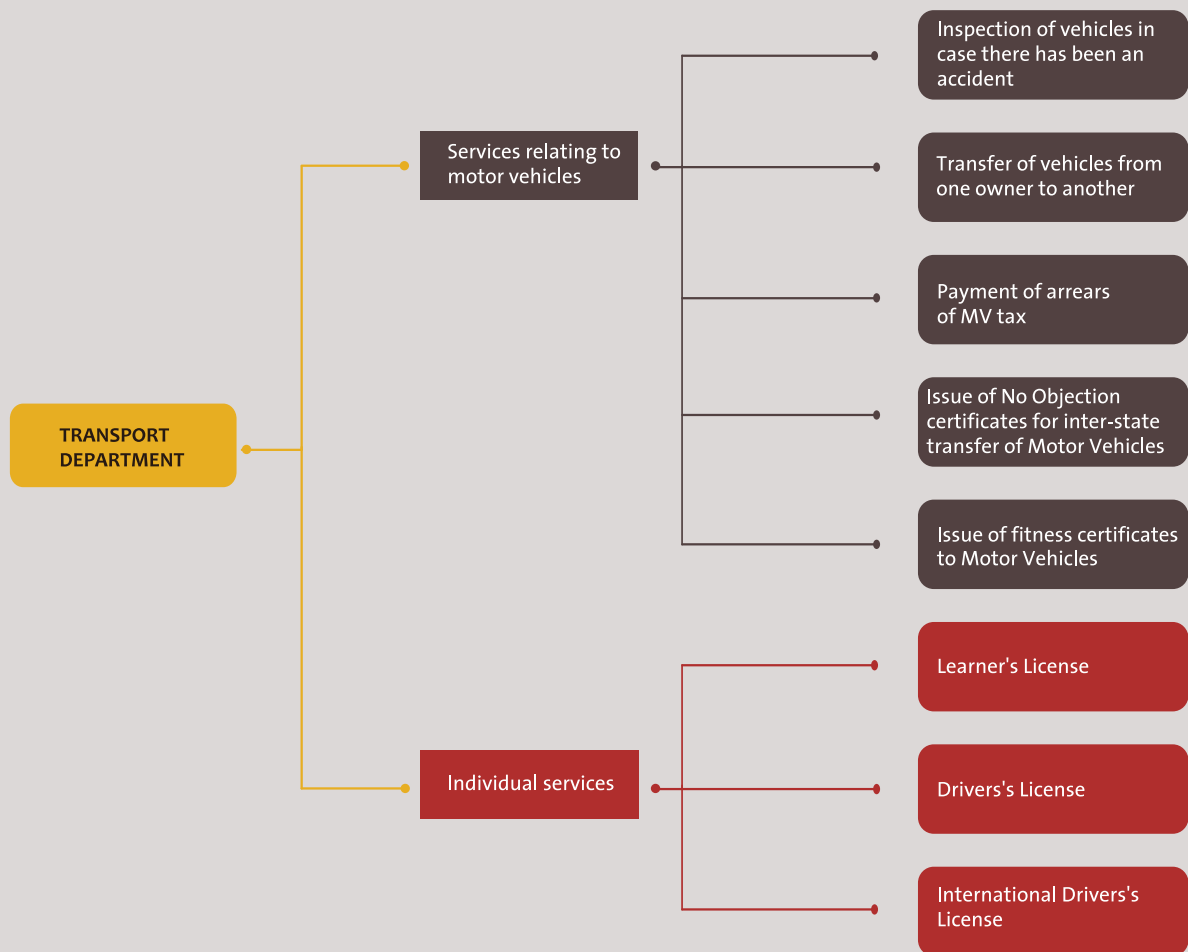 TRANSPORT
DEPARTMENT
Services relating to
motor vehicles
Inspection of vehicles in
case there has been an
accident
Transfer of vehicles from
one owner to another
Payment of arrears
of MV tax
Issue of No Objection
certificates for inter-state
transfer of Motor Vehicles
Issue of fitness certificates
to Motor Vehicles
Individual services
Learner's License
Drivers's License
International Drivers's
License